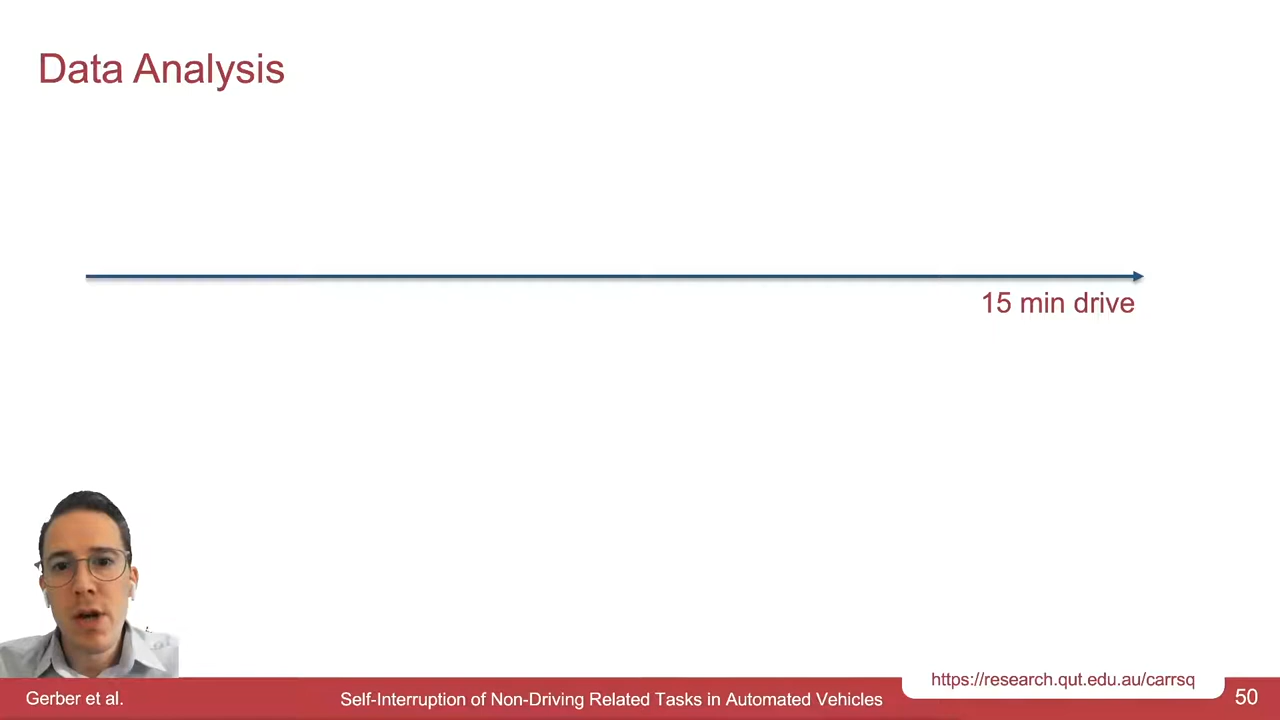 Data Analysis
15 min drive
https://research.qut.edu.au/carrsq
Gerber et al.
Self-Interruption of Non-Driving Related Tasks in Automated Vehicles
50